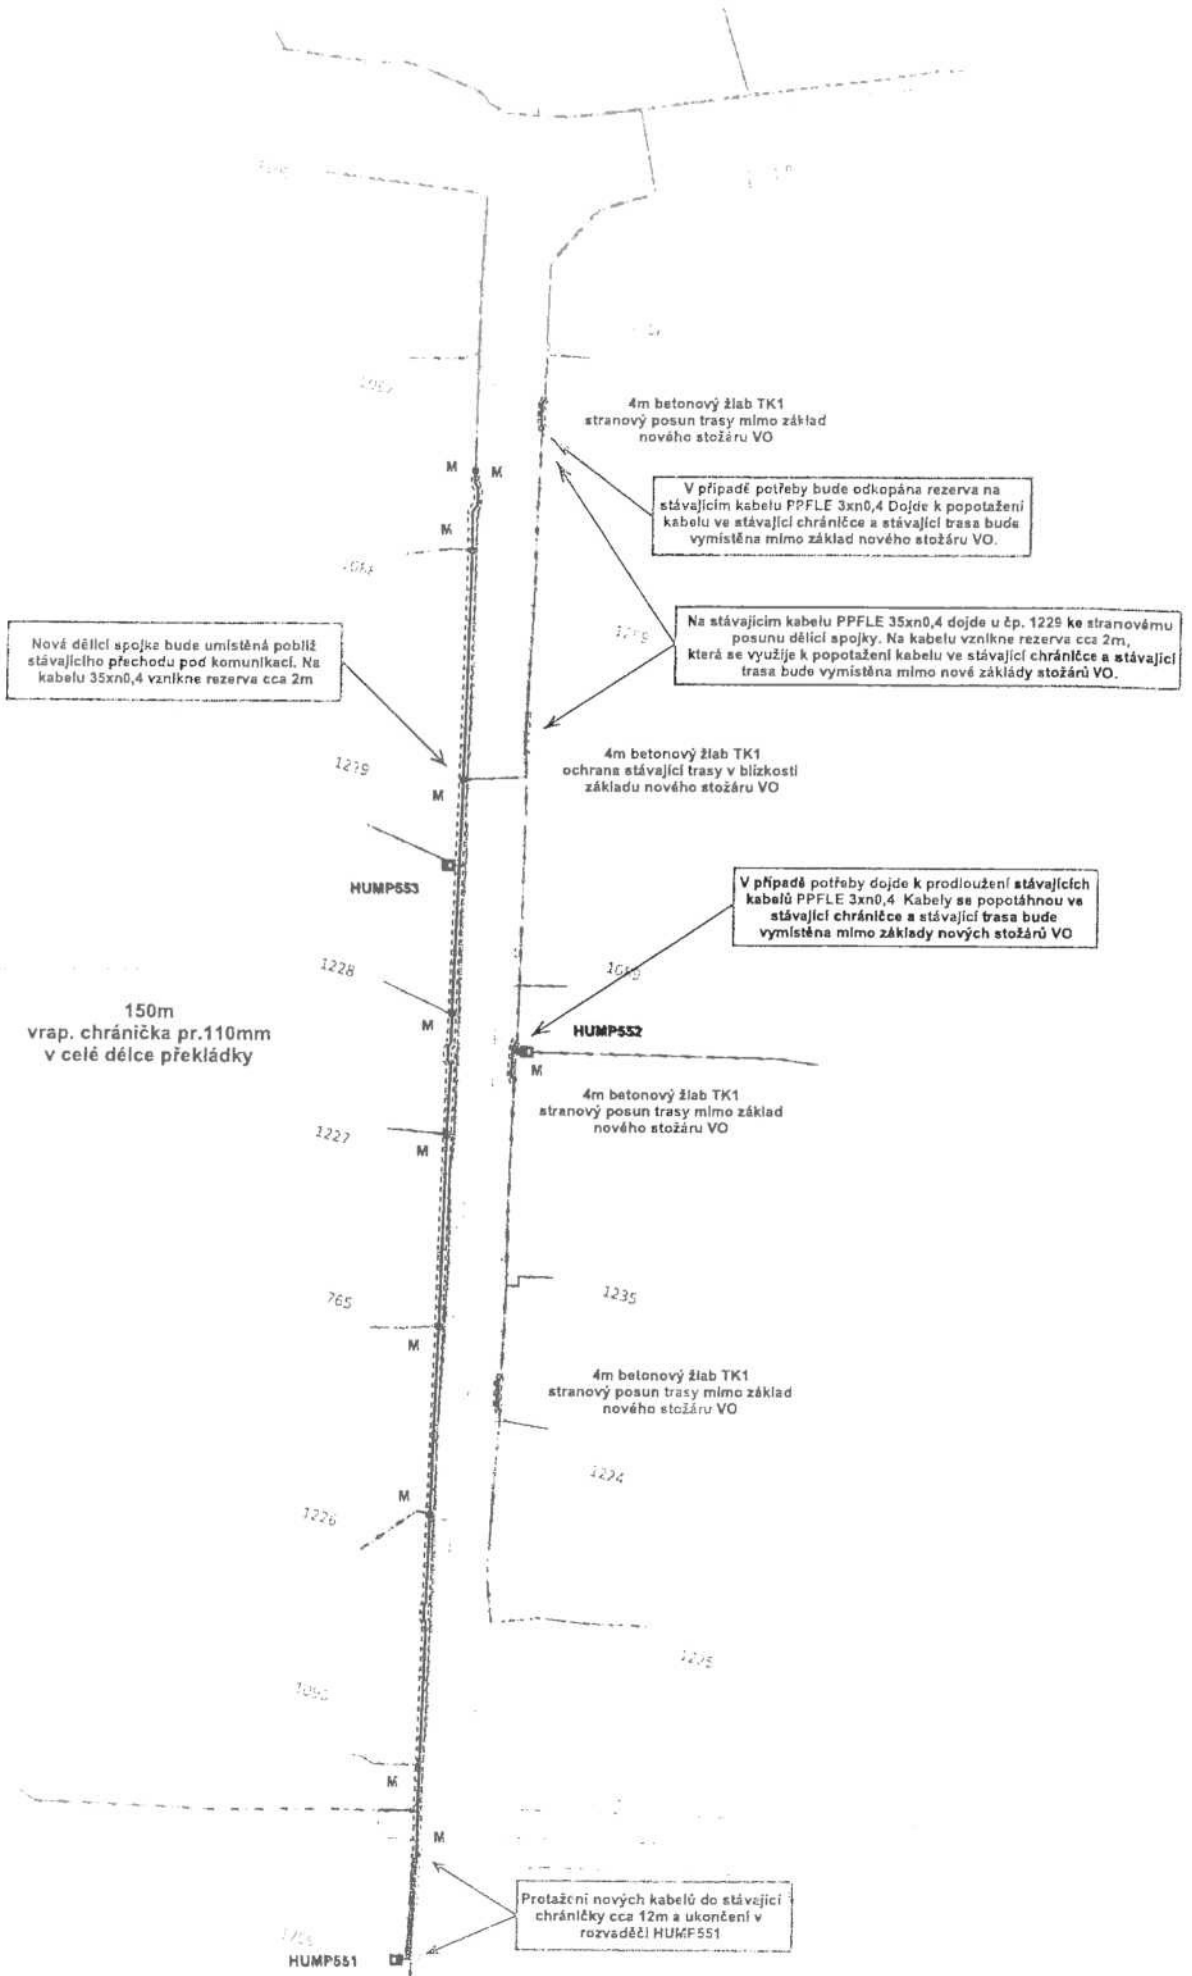 4m betonový žlab TK1
stranový posun trasy mimo základ
nového stožáru VO
M
M
V případě potřeby bude odkopána rezerva na
stávajícím kabelu PPFLE 3xn0,4 Dojde k popotažení
kabelu ve stávající chráničce a stávající trasa bude
vymístěna mimo základ nového stožáru VO.
M
Na stávajícím kabelu PPFLE 35xn0,4 dojde u čp. 1229 ke stranovému
posunu dělicí spojky. Na kabelu vznikne rezerva cca 2m,
která se využije k popotažení kabelu ve stávající chráničce a stávající
trasa bude vymístěna mimo nové základy stožárů VO.
Nová dělicí spojka bude umístěná poblíž
stávajícího přechodu pod komunikací. Na
kabelu 35xn0,4 vznikne rezerva cca 2m
4m betonový žlab TK1
ochrana stávající trasy v blízkosti
základu nového stožáru VO
1229
M
HUMP553
V případě potřeby dojde k prodloužení stávajících
kabelů PPFLE 3xn0,4 Kabely se popotáhnou ve
stávající chráničce a stávající trasa bude
vymístěna mimo základy nových stožárů VO
1228
150m
vrap. chránička pr.110mm
v celé délce překládky
M
HUMP552
M
4m betonový žlab TK1
stranový posun trasy mimo základ
nového stožáru VO
1227
M
1235
765
M
4m betonový žlab TK1
stranový posun trasy mimo základ
nového stožáru VO
1224
M
1226
M
M
Protažení nových kabelů do stávající
chráničky cca 12m a ukončení v
rozvaděči HUMP551
HUMP551